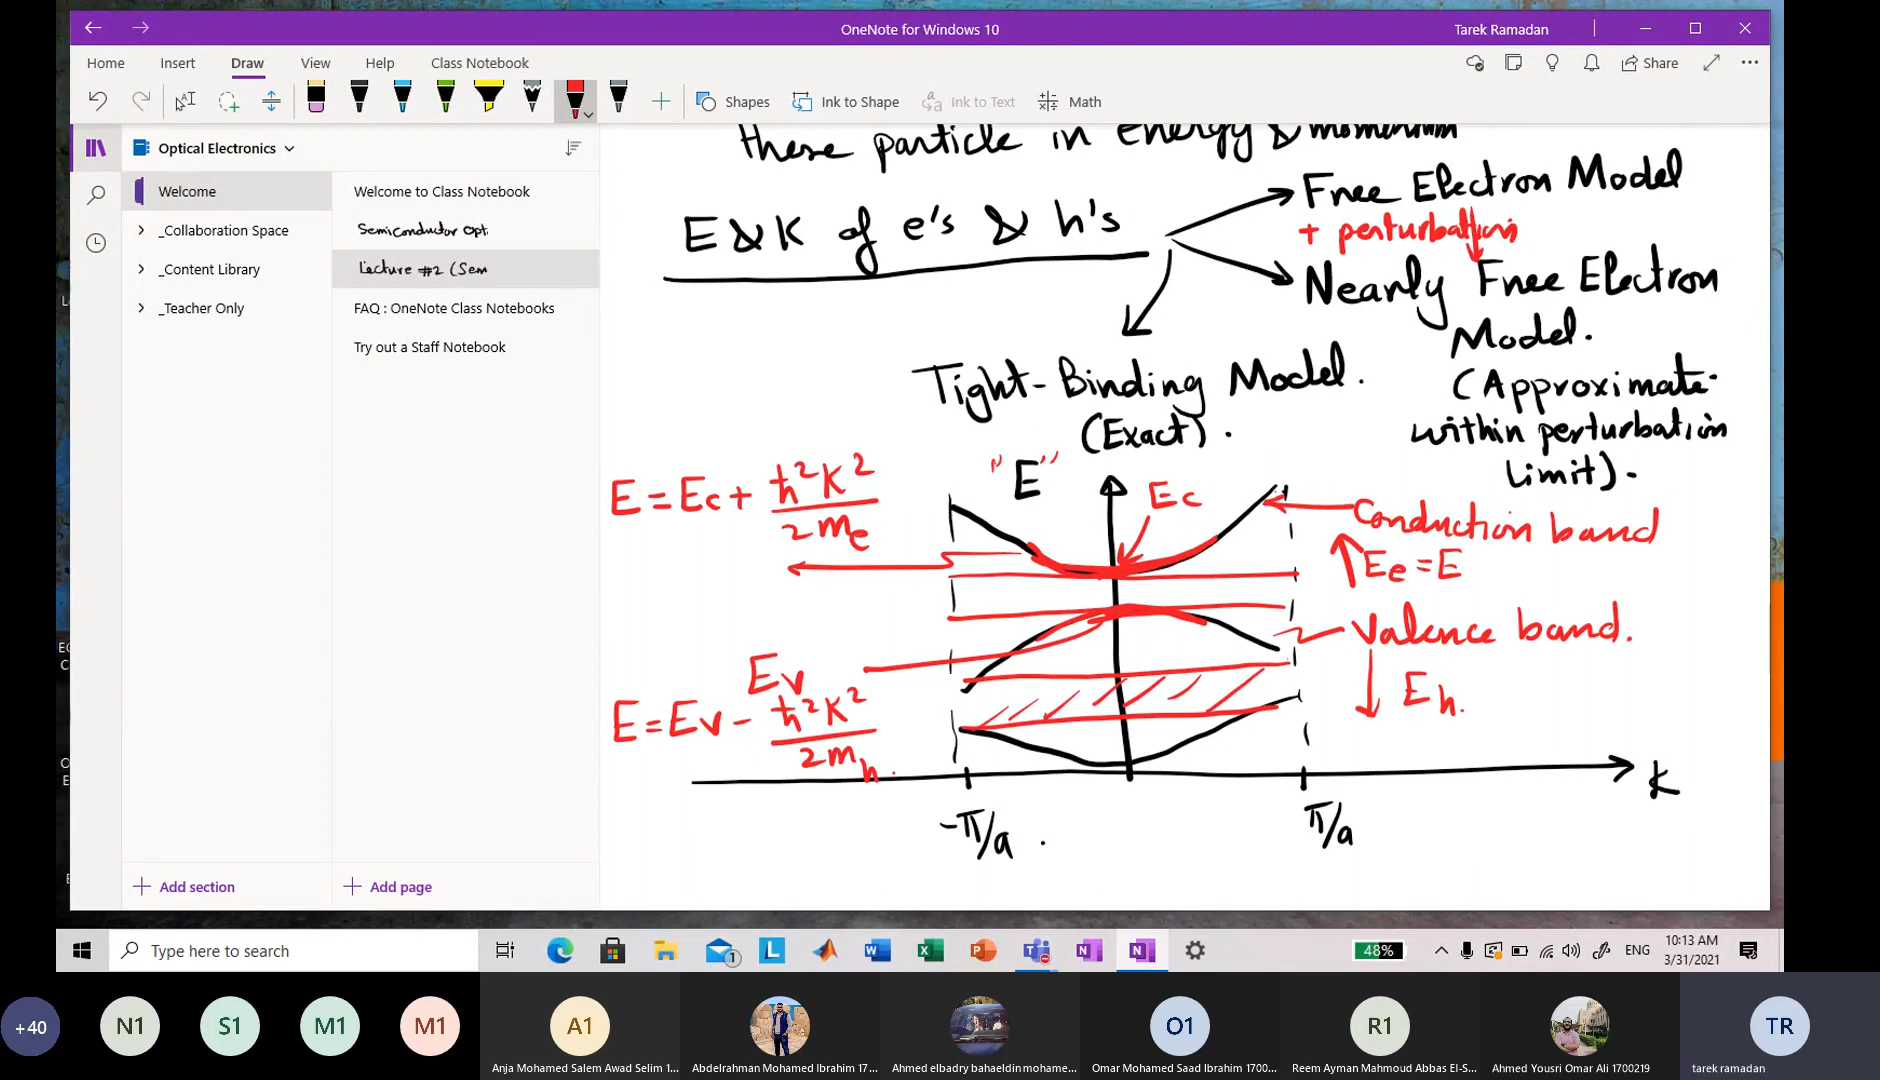 OneNote for Windows 10
Tarek Ramadan
Home Insert Draw View Help Class Notebook
Share
Shapes Ink to Shape Ink to Text Math
Optical Electronics
Welcome
_Collaboration Space
_Content Library
_Teacher Only
Add section
Welcome to Class Notebook
Semiconductor Opt.
Lecture #2 (Sem
FAQ : OneNote Class Notebooks
Try out a Staff Notebook
Add page
these particle in energy & momentum
E & K of e's & h's
Free Electron Model
+ perturbation
Nearly Free Electron
Model.
(Approximate
within perturbation
limit).
Tight-Binding Model.
(Exact).
"E"
E = Ec + ħ²K²/2me
Ec
Conduction band
Ee = E
Valence band.
Eh.
Ev
E = Ev - ħ²K²/2mh.
K
-π/a .
π/a
Type here to search
1
48%
ENG
10:13 AM
3/31/2021
+40
N1
S1
M1
M1
A1
O1
R1
TR
Anja Mohamed Salem Awad Selim 1...
Abdelrahman Mohamed Ibrahim 17...
Ahmed elbadry bahaeldin mohame...
Omar Mohamed Saad Ibrahim 1700...
Reem Ayman Mahmoud Abbas El-S...
Ahmed Yousri Omar Ali 1700219
tarek ramadan